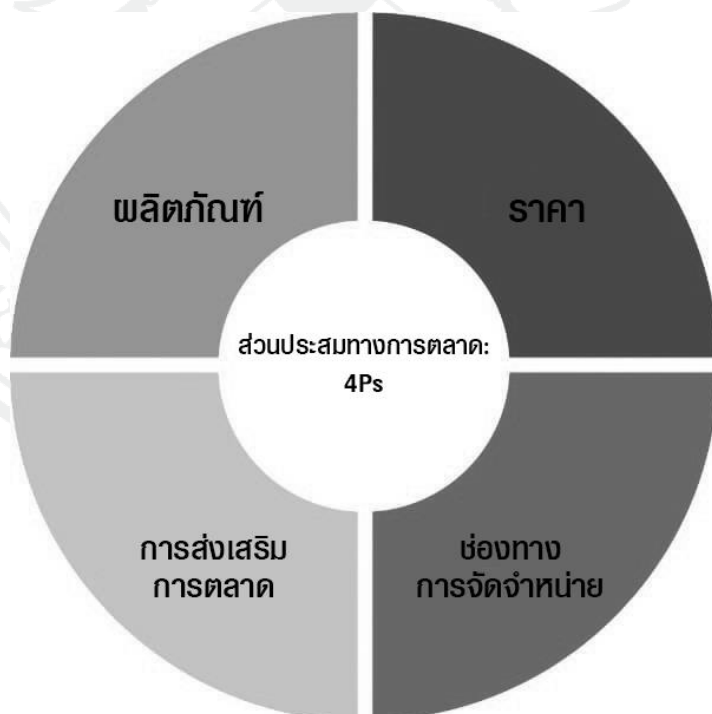 ผลิตภัณฑ์
ราคา
ส่วนประสมทางการตลาด:
4Ps
การส่งเสริม
การตลาด
ช่องทาง
การจัดจำหน่าย